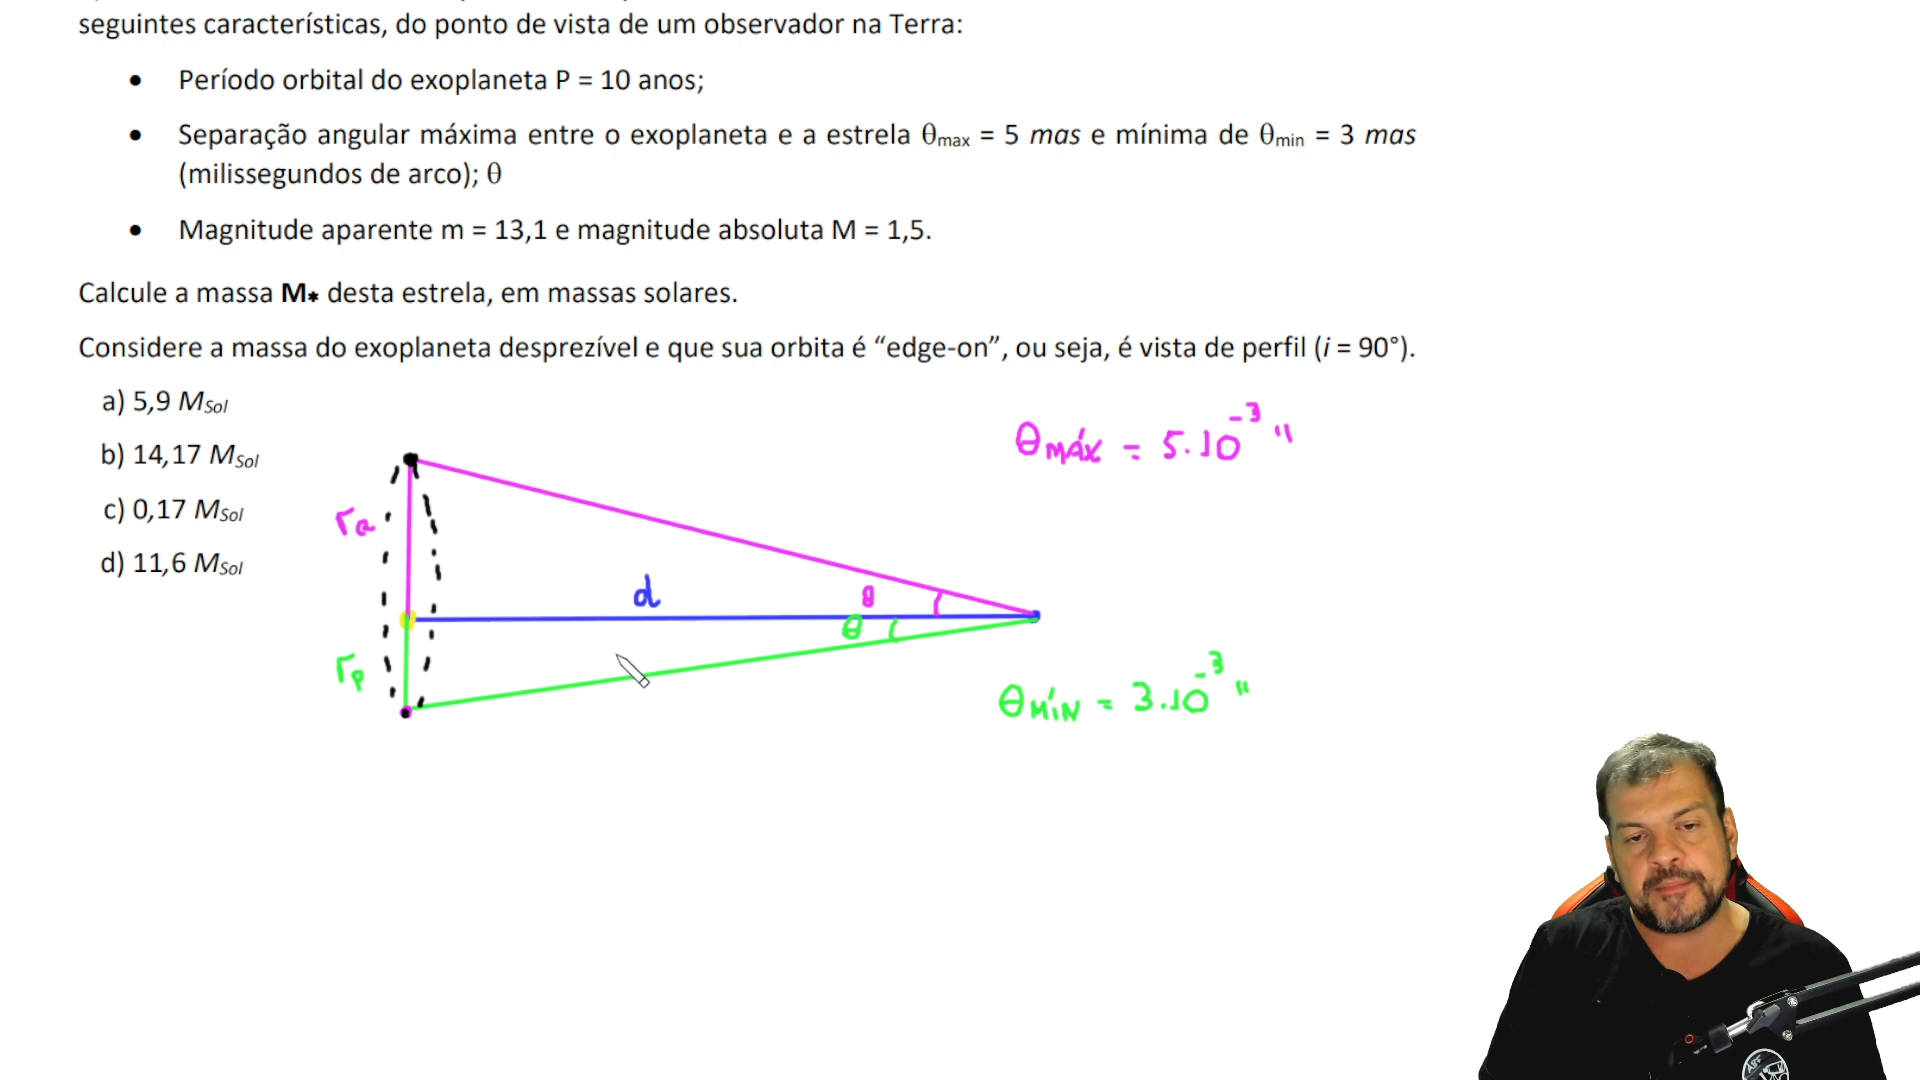 seguintes características, do ponto de vista de um observador na Terra:
• Período orbital do exoplaneta P = 10 anos;
• Separação angular máxima entre o exoplaneta e a estrela θmax = 5 mas e mínima de θmin = 3 mas
(milissegundos de arco); θ
• Magnitude aparente m = 13,1 e magnitude absoluta M = 1,5.
Calcule a massa M* desta estrela, em massas solares.
Considere a massa do exoplaneta desprezível e que sua orbita é “edge-on”, ou seja, é vista de perfil (i = 90°).
a) 5,9 MSol
b) 14,17 MSol
c) 0,17 MSol
d) 11,6 MSol
θMÁX = 5.10⁻³ "
ra
d
θ
θ
rp
θMÍN = 3.10⁻³ "